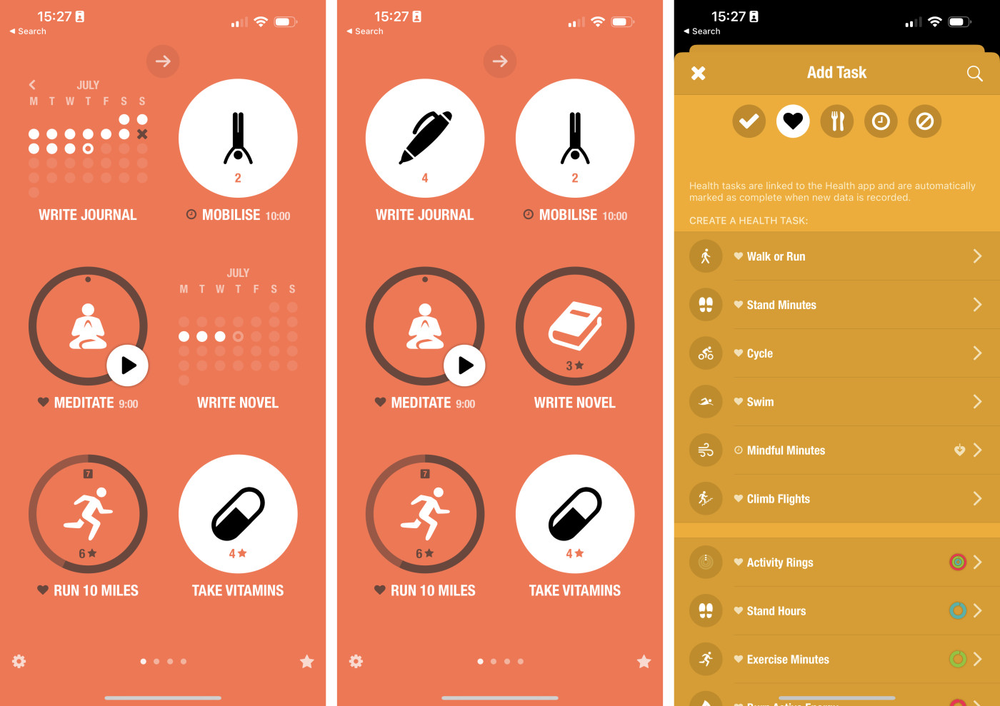 15:27
◀ Search
JULY
M T W T F S S
2
WRITE JOURNAL
MOBILISE 10:00
JULY
M T W T F S S
MEDITATE 9:00
WRITE NOVEL
7
6
4
RUN 10 MILES
TAKE VITAMINS
15:27
◀ Search
4
2
WRITE JOURNAL
MOBILISE 10:00
3
MEDITATE 9:00
WRITE NOVEL
7
6
4
RUN 10 MILES
TAKE VITAMINS
15:27
◀ Search
Add Task
Health tasks are linked to the Health app and are automatically
marked as complete when new data is recorded.
CREATE A HEALTH TASK:
Walk or Run
Stand Minutes
Cycle
Swim
Mindful Minutes
Climb Flights
Activity Rings
Stand Hours
Exercise Minutes
Burn Active Energy